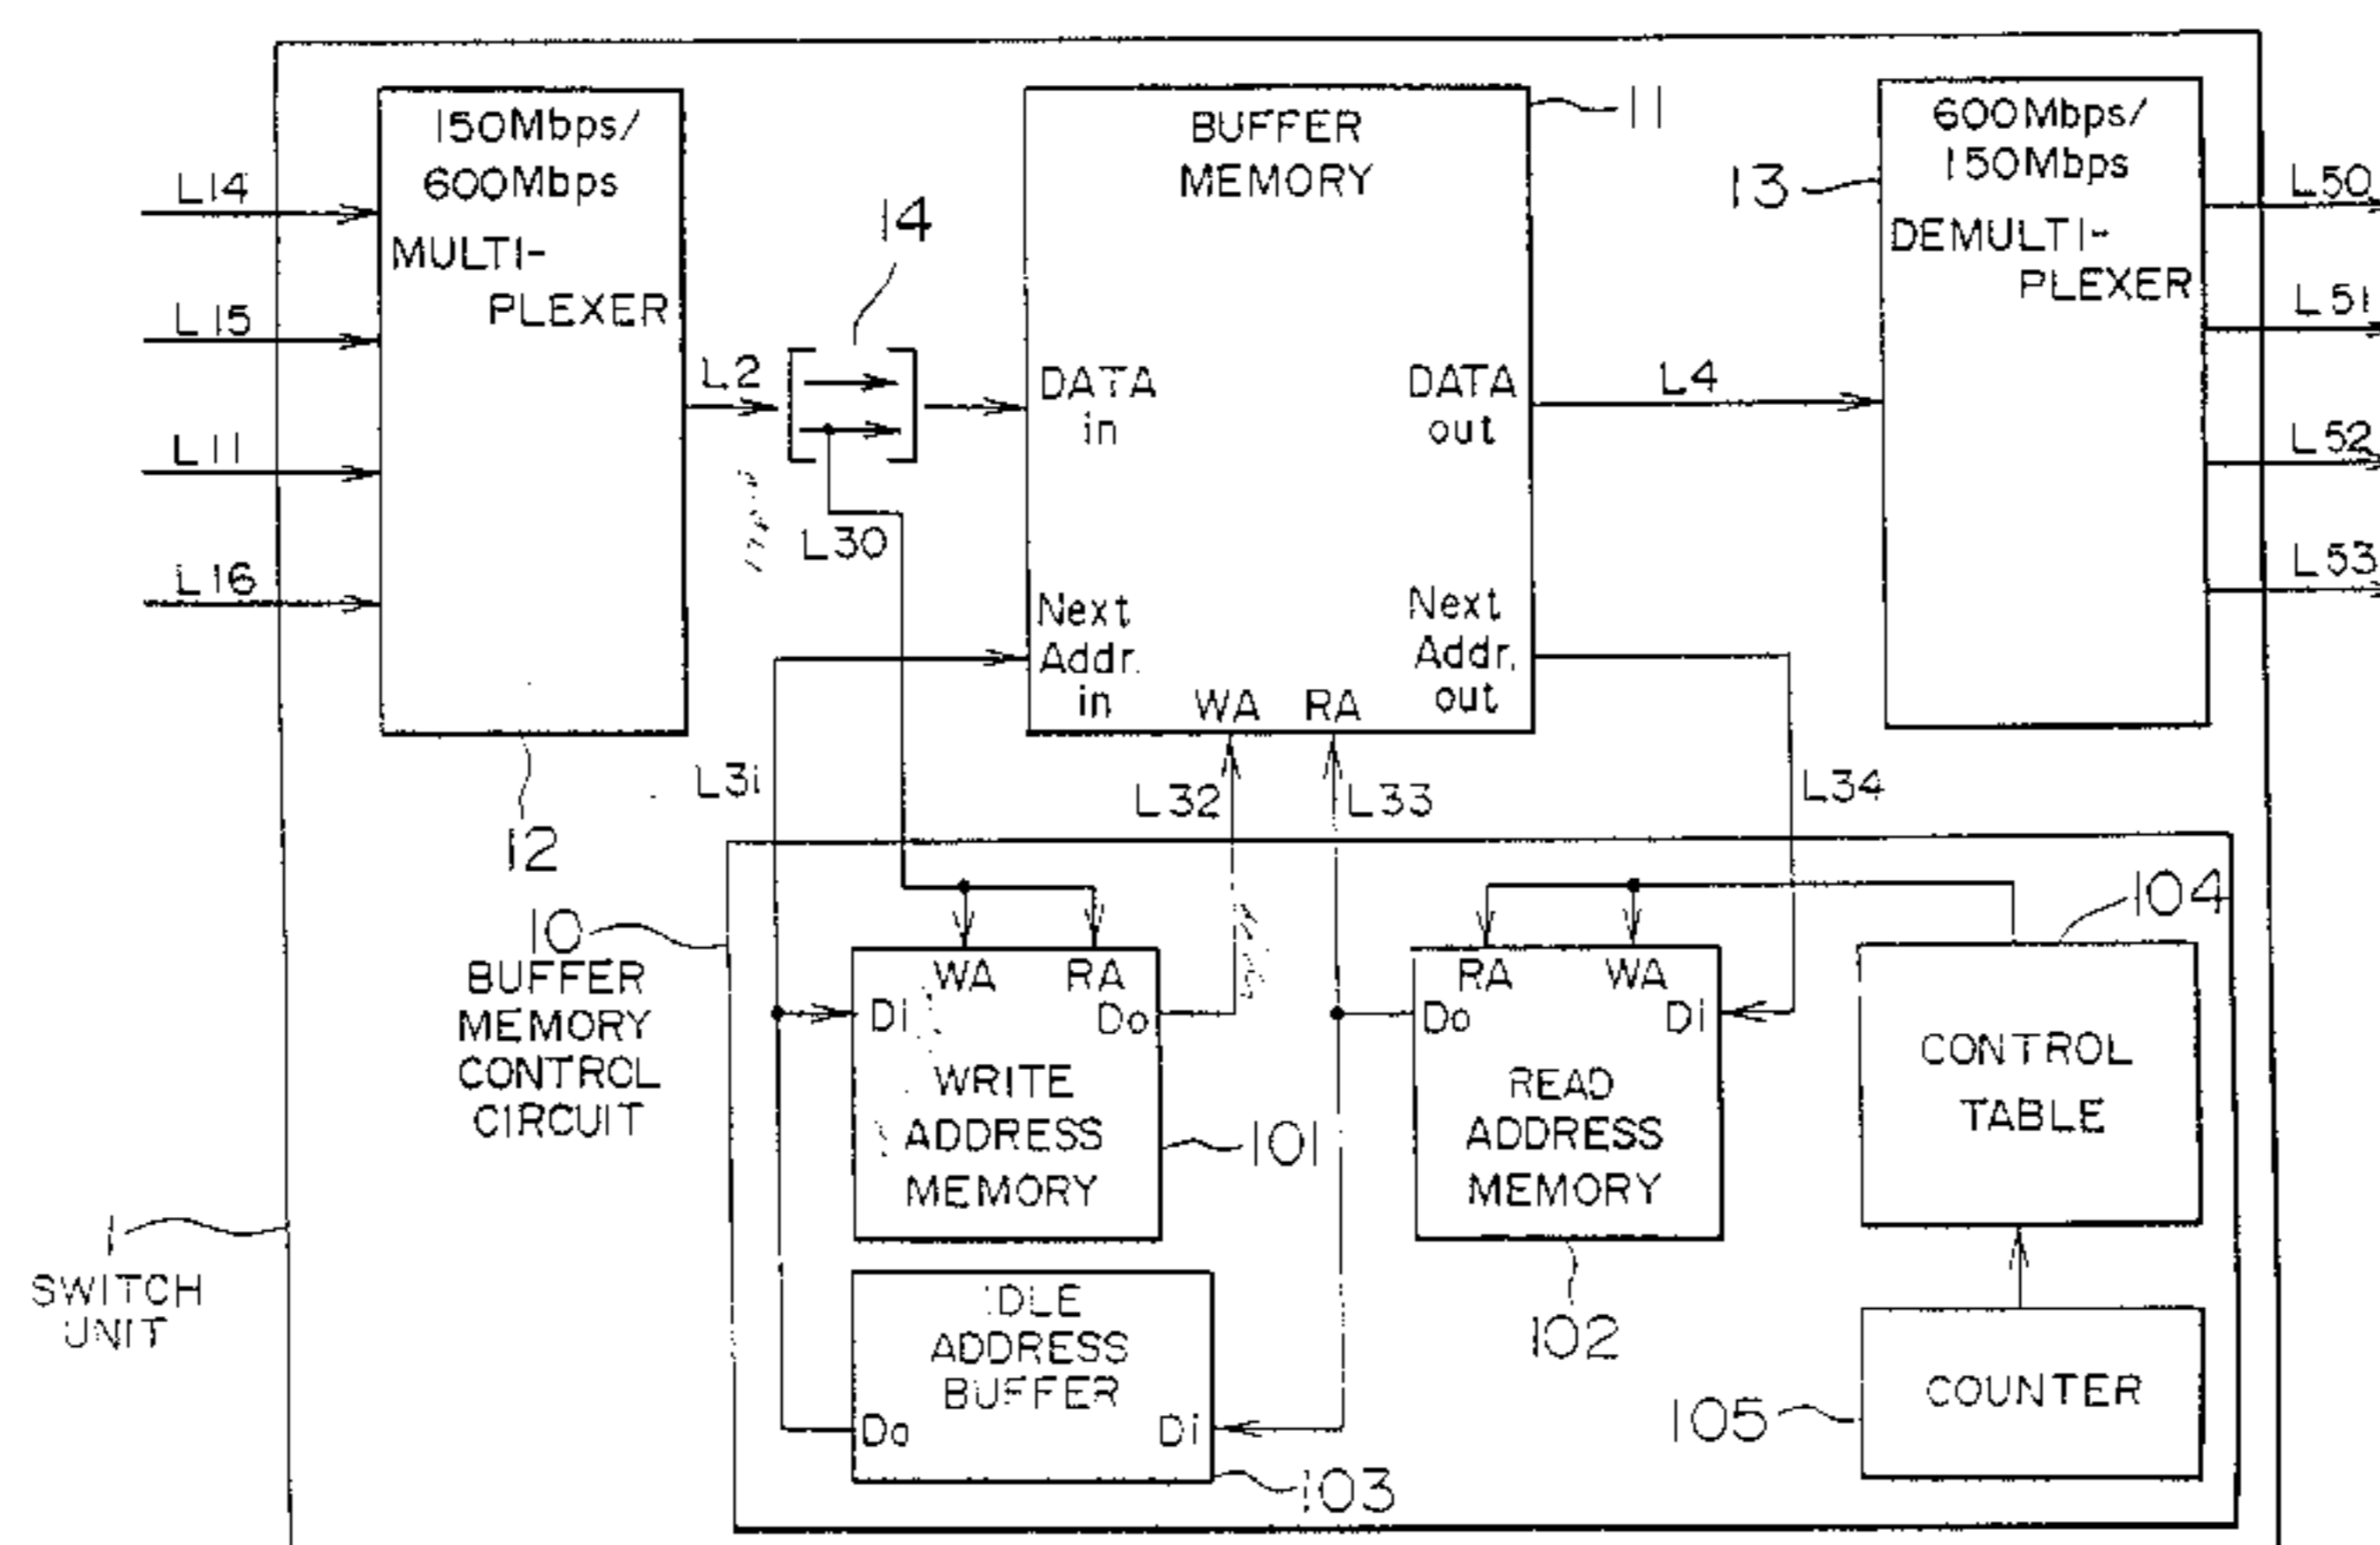 150Mbps/
600Mbps
MULTI-
PLEXER
L14
L15
L11
L16
12
L2
14
L30
BUFFER
MEMORY
11
DATA
in
DATA
out
Next
Addr.
in
Next
Addr.
out
WA RA
L4
600Mbps/
150Mbps
DEMULTI-
PLEXER
13
L50
L51
L52
L53
L31
L32
L33
L34
10
BUFFER
MEMORY
CONTROL
CIRCUIT
WA RA
Di Do
WRITE
ADDRESS
MEMORY
101
RA WA
Do Di
READ
ADDRESS
MEMORY
102
104
CONTROL
TABLE
1
SWITCH
UNIT
IDLE
ADDRESS
BUFFER
Do Di
103
105
COUNTER